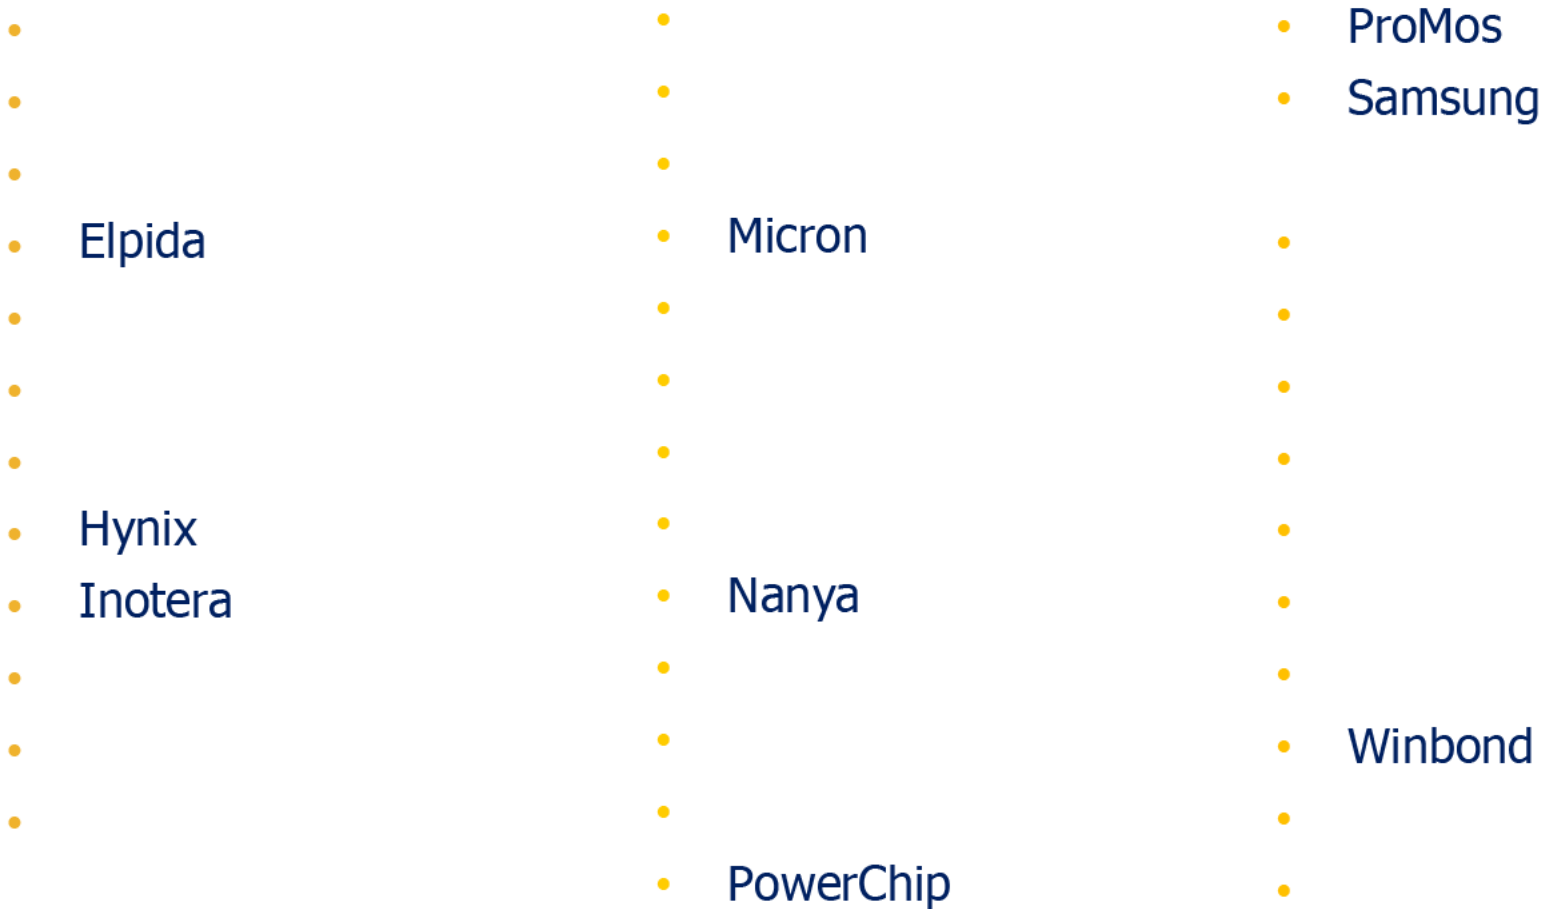 Elpida
Hynix
Inotera
Micron
Nanya
PowerChip
ProMos
Samsung
Winbond